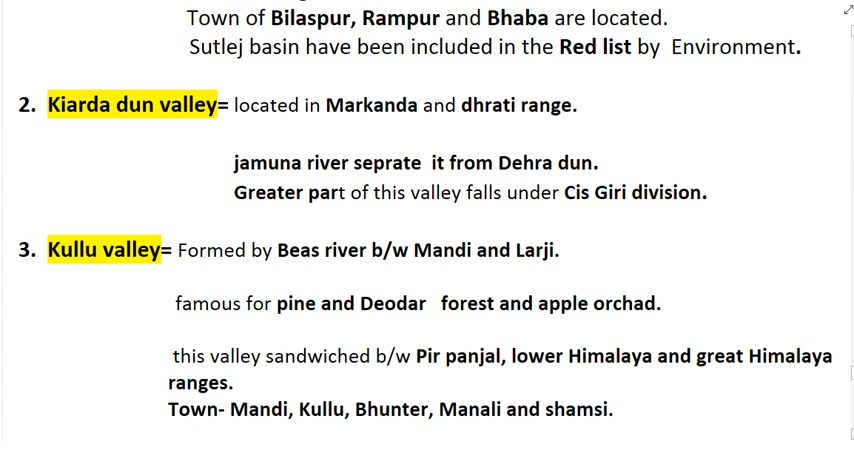 Town of Bilaspur, Rampur and Bhaba are located.
Sutlej basin have been included in the Red list by Environment.
2. Kiarda dun valley= located in Markanda and dhrati range.
jamuna river seprate it from Dehra dun.
Greater part of this valley falls under Cis Giri division.
3. Kullu valley= Formed by Beas river b/w Mandi and Larji.
famous for pine and Deodar forest and apple orchad.
this valley sandwiched b/w Pir panjal, lower Himalaya and great Himalaya
ranges.
Town- Mandi, Kullu, Bhunter, Manali and shamsi.